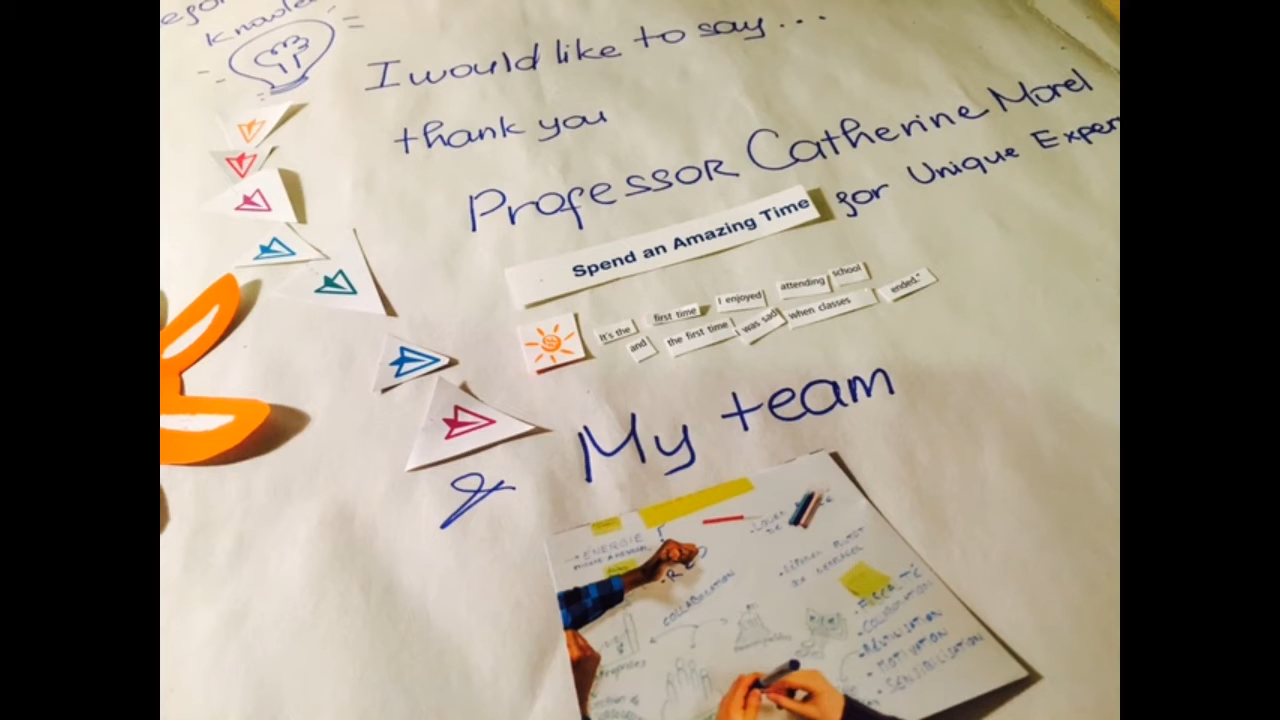 I would like to say...
thank you
Professor Catherine Morel
for Unique
Spend an Amazing Time
It's the first time I enjoyed attending school
and the first time I was sad when classes ended."
& My team
ENERGIE
COLLABORATION
COLLABORATION
MOTIVATION
SENSIBILISATION